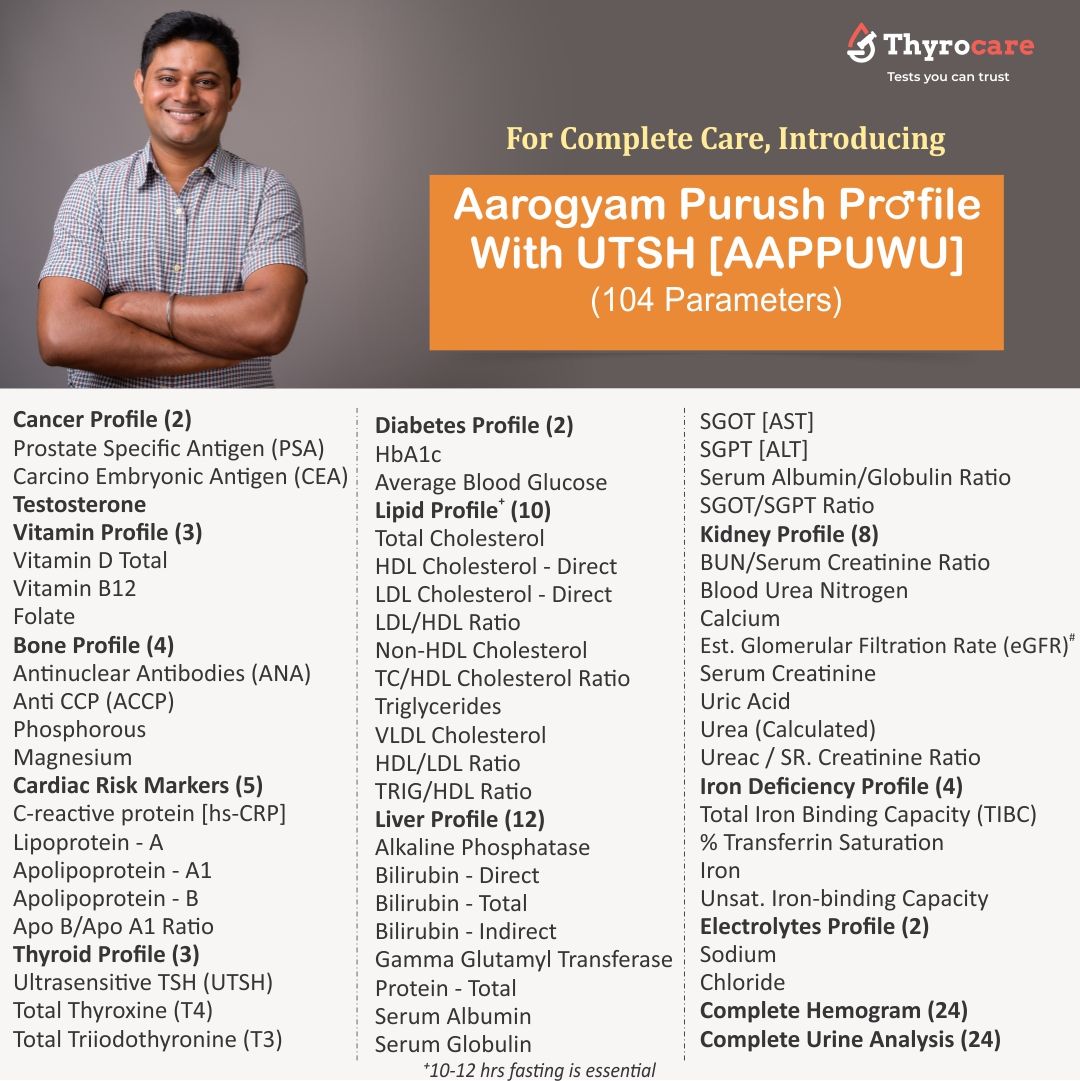 Thyrocare
Tests you can trust
For Complete Care, Introducing
Aarogyam Purush Pr♂file
With UTSH [AAPPUWU]
(104 Parameters)
Cancer Profile (2)
Prostate Specific Antigen (PSA)
Carcino Embryonic Antigen (CEA)
Testosterone
Vitamin Profile (3)
Vitamin D Total
Vitamin B12
Folate
Bone Profile (4)
Antinuclear Antibodies (ANA)
Anti CCP (ACCP)
Phosphorous
Magnesium
Cardiac Risk Markers (5)
C-reactive protein [hs-CRP]
Lipoprotein - A
Apolipoprotein - A1
Apolipoprotein - B
Apo B/Apo A1 Ratio
Thyroid Profile (3)
Ultrasensitive TSH (UTSH)
Total Thyroxine (T4)
Total Triiodothyronine (T3)
Diabetes Profile (2)
HbA1c
Average Blood Glucose
Lipid Profile⁺ (10)
Total Cholesterol
HDL Cholesterol - Direct
LDL Cholesterol - Direct
LDL/HDL Ratio
Non-HDL Cholesterol
TC/HDL Cholesterol Ratio
Triglycerides
VLDL Cholesterol
HDL/LDL Ratio
TRIG/HDL Ratio
Liver Profile (12)
Alkaline Phosphatase
Bilirubin - Direct
Bilirubin - Total
Bilirubin - Indirect
Gamma Glutamyl Transferase
Protein - Total
Serum Albumin
Serum Globulin
SGOT [AST]
SGPT [ALT]
Serum Albumin/Globulin Ratio
SGOT/SGPT Ratio
Kidney Profile (8)
BUN/Serum Creatinine Ratio
Blood Urea Nitrogen
Calcium
Est. Glomerular Filtration Rate (eGFR)#
Serum Creatinine
Uric Acid
Urea (Calculated)
Ureac / SR. Creatinine Ratio
Iron Deficiency Profile (4)
Total Iron Binding Capacity (TIBC)
% Transferrin Saturation
Iron
Unsat. Iron-binding Capacity
Electrolytes Profile (2)
Sodium
Chloride
Complete Hemogram (24)
Complete Urine Analysis (24)
⁺10-12 hrs fasting is essential